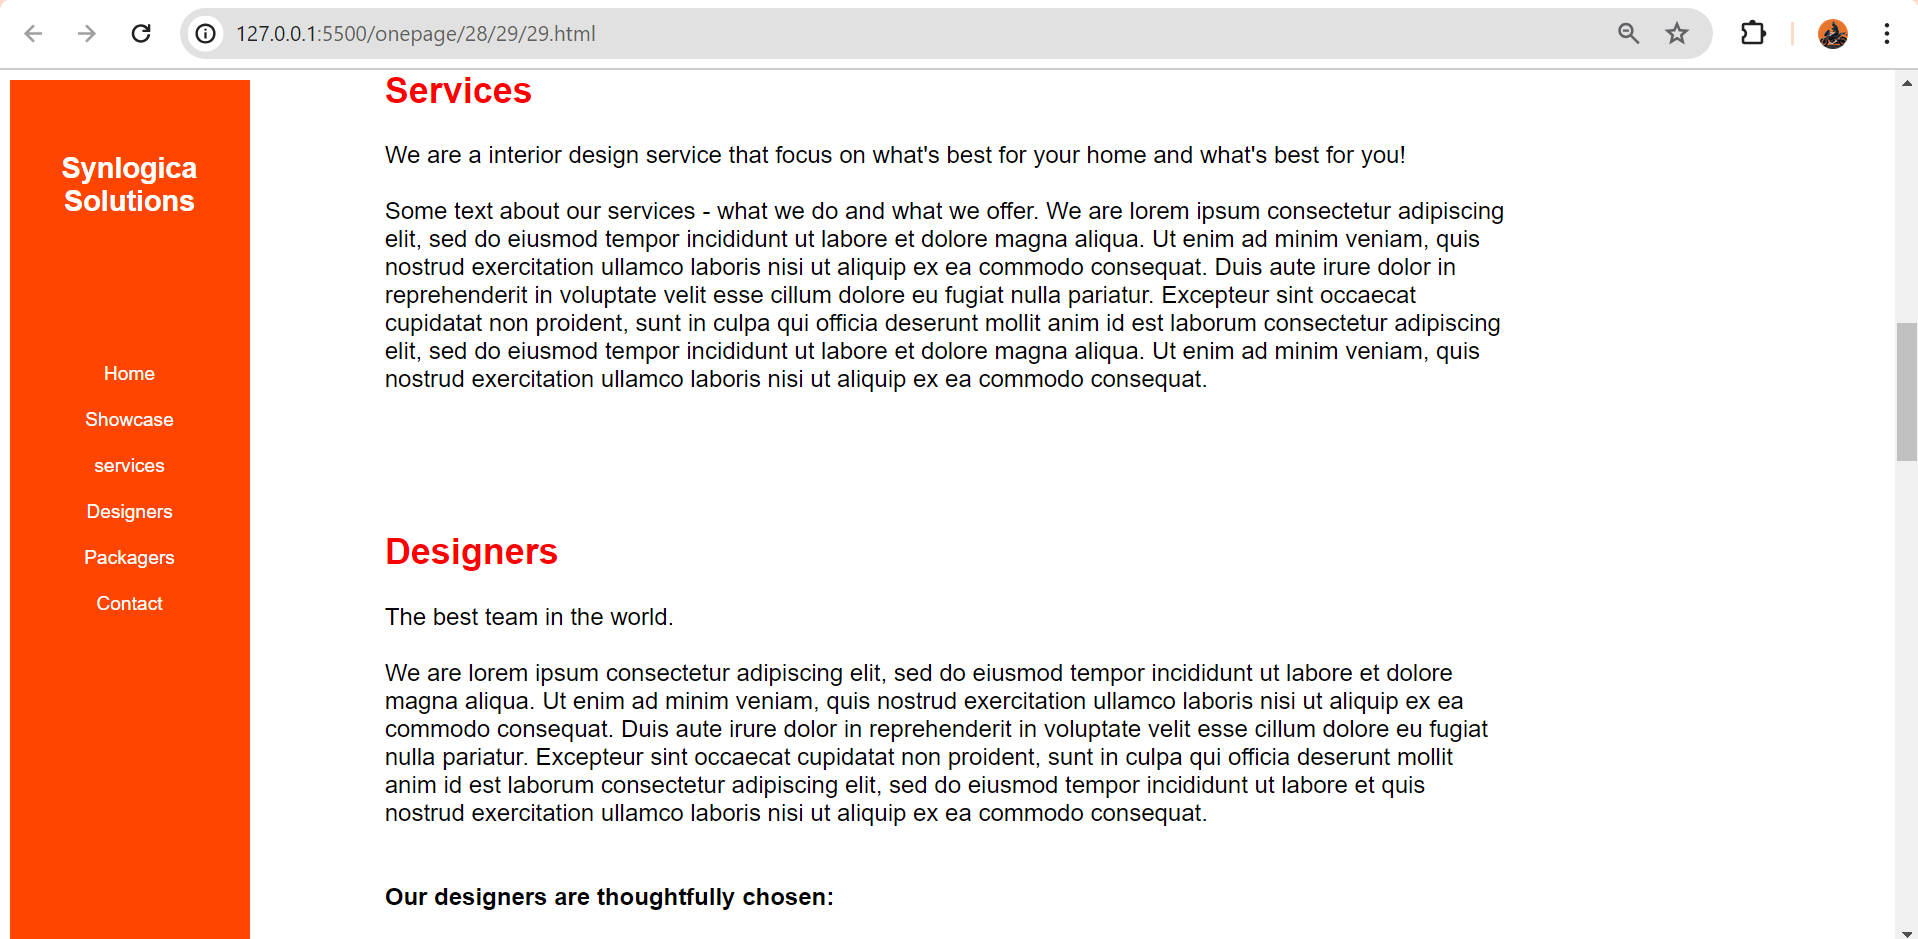 127.0.0.1:5500/onepage/28/29/29.html
Synlogica
Solutions
Home
Showcase
services
Designers
Packagers
Contact
Services
We are a interior design service that focus on what's best for your home and what's best for you!
Some text about our services - what we do and what we offer. We are lorem ipsum consectetur adipiscing
elit, sed do eiusmod tempor incididunt ut labore et dolore magna aliqua. Ut enim ad minim veniam, quis
nostrud exercitation ullamco laboris nisi ut aliquip ex ea commodo consequat. Duis aute irure dolor in
reprehenderit in voluptate velit esse cillum dolore eu fugiat nulla pariatur. Excepteur sint occaecat
cupidatat non proident, sunt in culpa qui officia deserunt mollit anim id est laborum consectetur adipiscing
elit, sed do eiusmod tempor incididunt ut labore et dolore magna aliqua. Ut enim ad minim veniam, quis
nostrud exercitation ullamco laboris nisi ut aliquip ex ea commodo consequat.
Designers
The best team in the world.
We are lorem ipsum consectetur adipiscing elit, sed do eiusmod tempor incididunt ut labore et dolore
magna aliqua. Ut enim ad minim veniam, quis nostrud exercitation ullamco laboris nisi ut aliquip ex ea
commodo consequat. Duis aute irure dolor in reprehenderit in voluptate velit esse cillum dolore eu fugiat
nulla pariatur. Excepteur sint occaecat cupidatat non proident, sunt in culpa qui officia deserunt mollit
anim id est laborum consectetur adipiscing elit, sed do eiusmod tempor incididunt ut labore et quis
nostrud exercitation ullamco laboris nisi ut aliquip ex ea commodo consequat.
Our designers are thoughtfully chosen: